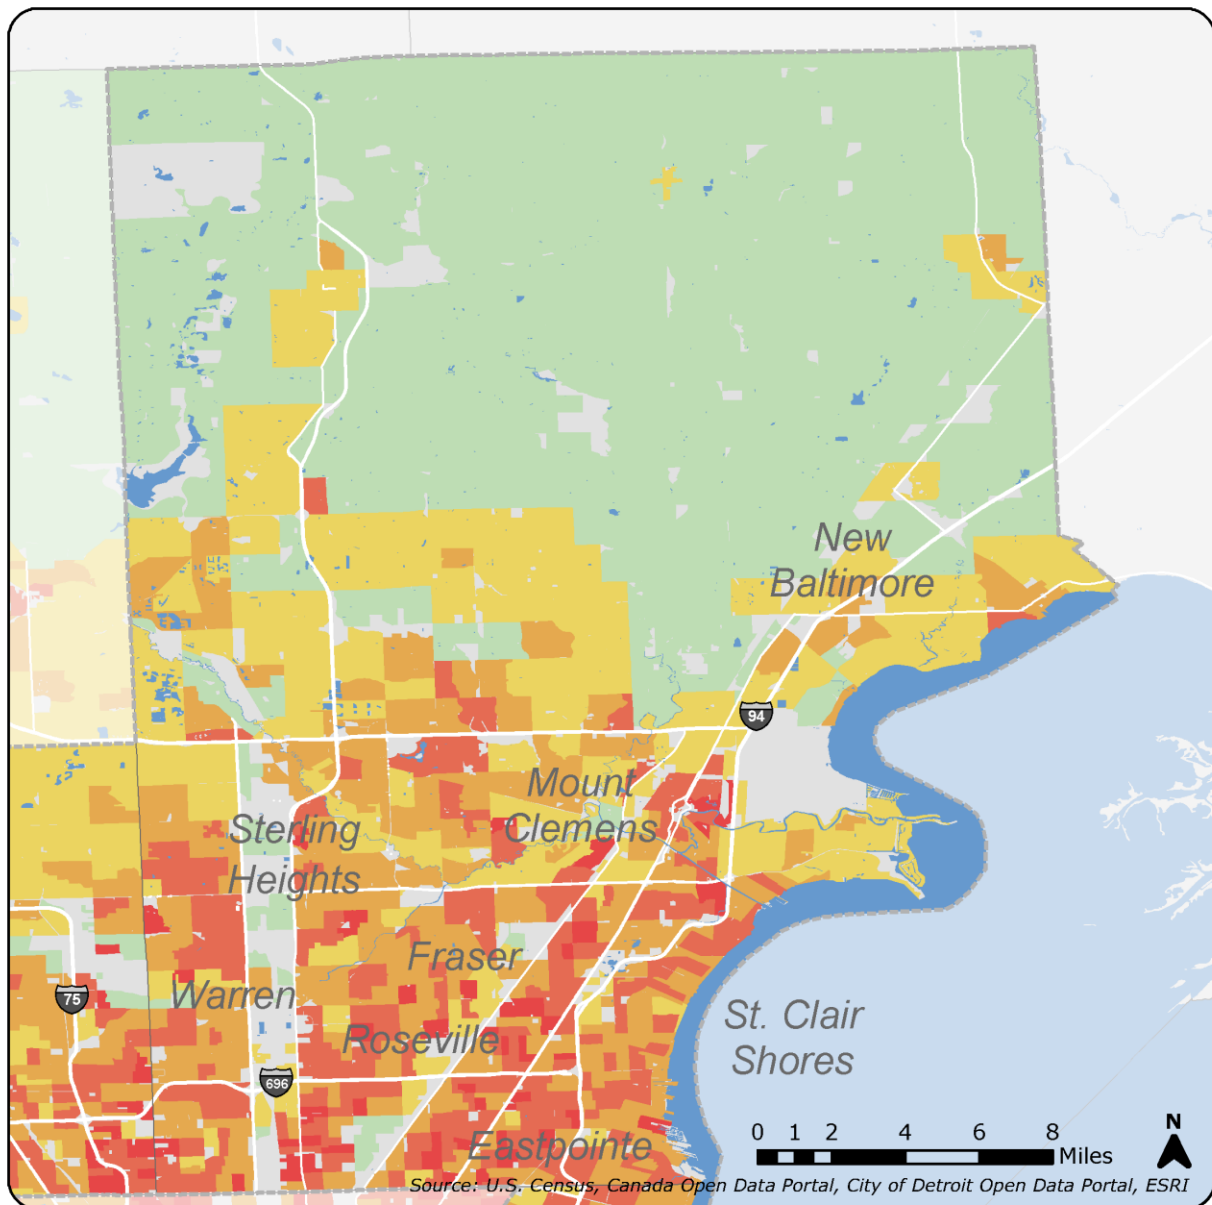 New
Baltimore
94
Mount
Clemens
Sterling
Heights
Fraser
75
Warren
St. Clair
Shores
Roseville
696
N
Eastpointe
0 1 2 4 6 8
Miles
Source: U.S. Census, Canada Open Data Portal, City of Detroit Open Data Portal, ESRI